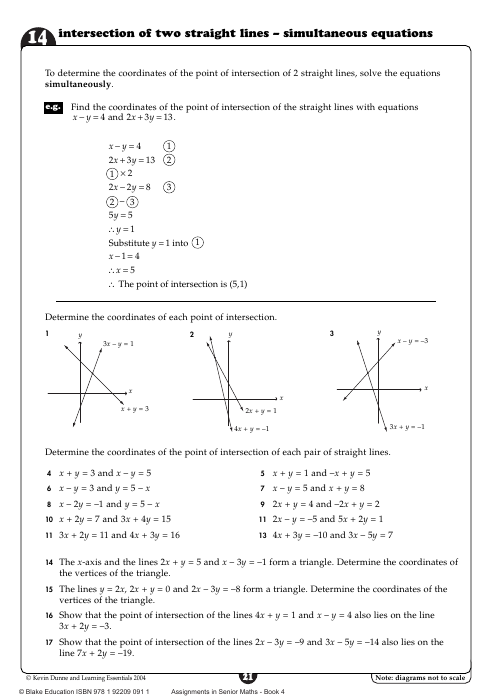 14 intersection of two straight lines – simultaneous equations
To determine the coordinates of the point of intersection of 2 straight lines, solve the equations
simultaneously.
e.g. Find the coordinates of the point of intersection of the straight lines with equations
x – y = 4 and 2x + 3y = 13.
x – y = 4 ①
2x + 3y = 13 ②
① × 2
2x – 2y = 8 ③
② – ③
5y = 5
∴ y = 1
Substitute y = 1 into ①
x – 1 = 4
∴ x = 5
∴ The point of intersection is (5,1)
Determine the coordinates of each point of intersection.
1 y 3x – y = 1 x x + y = 3
2 y x 2x + y = 1 4x + y = –1
3 y x – y = –3 x 3x + y = –1
Determine the coordinates of the point of intersection of each pair of straight lines.
4 x + y = 3 and x – y = 5
5 x + y = 1 and –x + y = 5
6 x – y = 3 and y = 5 – x
7 x – y = 5 and x + y = 8
8 x – 2y = –1 and y = 5 – x
9 2x + y = 4 and –2x + y = 2
10 x + 2y = 7 and 3x + 4y = 15
11 2x – y = –5 and 5x + 2y = 1
11 3x + 2y = 11 and 4x + 3y = 16
13 4x + 3y = –10 and 3x – 5y = 7
14 The x-axis and the lines 2x + y = 5 and x – 3y = –1 form a triangle. Determine the coordinates of
the vertices of the triangle.
15 The lines y = 2x, 2x + y = 0 and 2x – 3y = –8 form a triangle. Determine the coordinates of the
vertices of the triangle.
16 Show that the point of intersection of the lines 4x + y = 1 and x – y = 4 also lies on the line
3x + 2y = –3.
17 Show that the point of intersection of the lines 2x – 3y = –9 and 3x – 5y = –14 also lies on the
line 7x + 2y = –19.
© Kevin Dunne and Learning Essentials 2004
21
Note: diagrams not to scale
© Blake Education ISBN 978 1 92209 091 1 Assignments in Senior Maths - Book 4